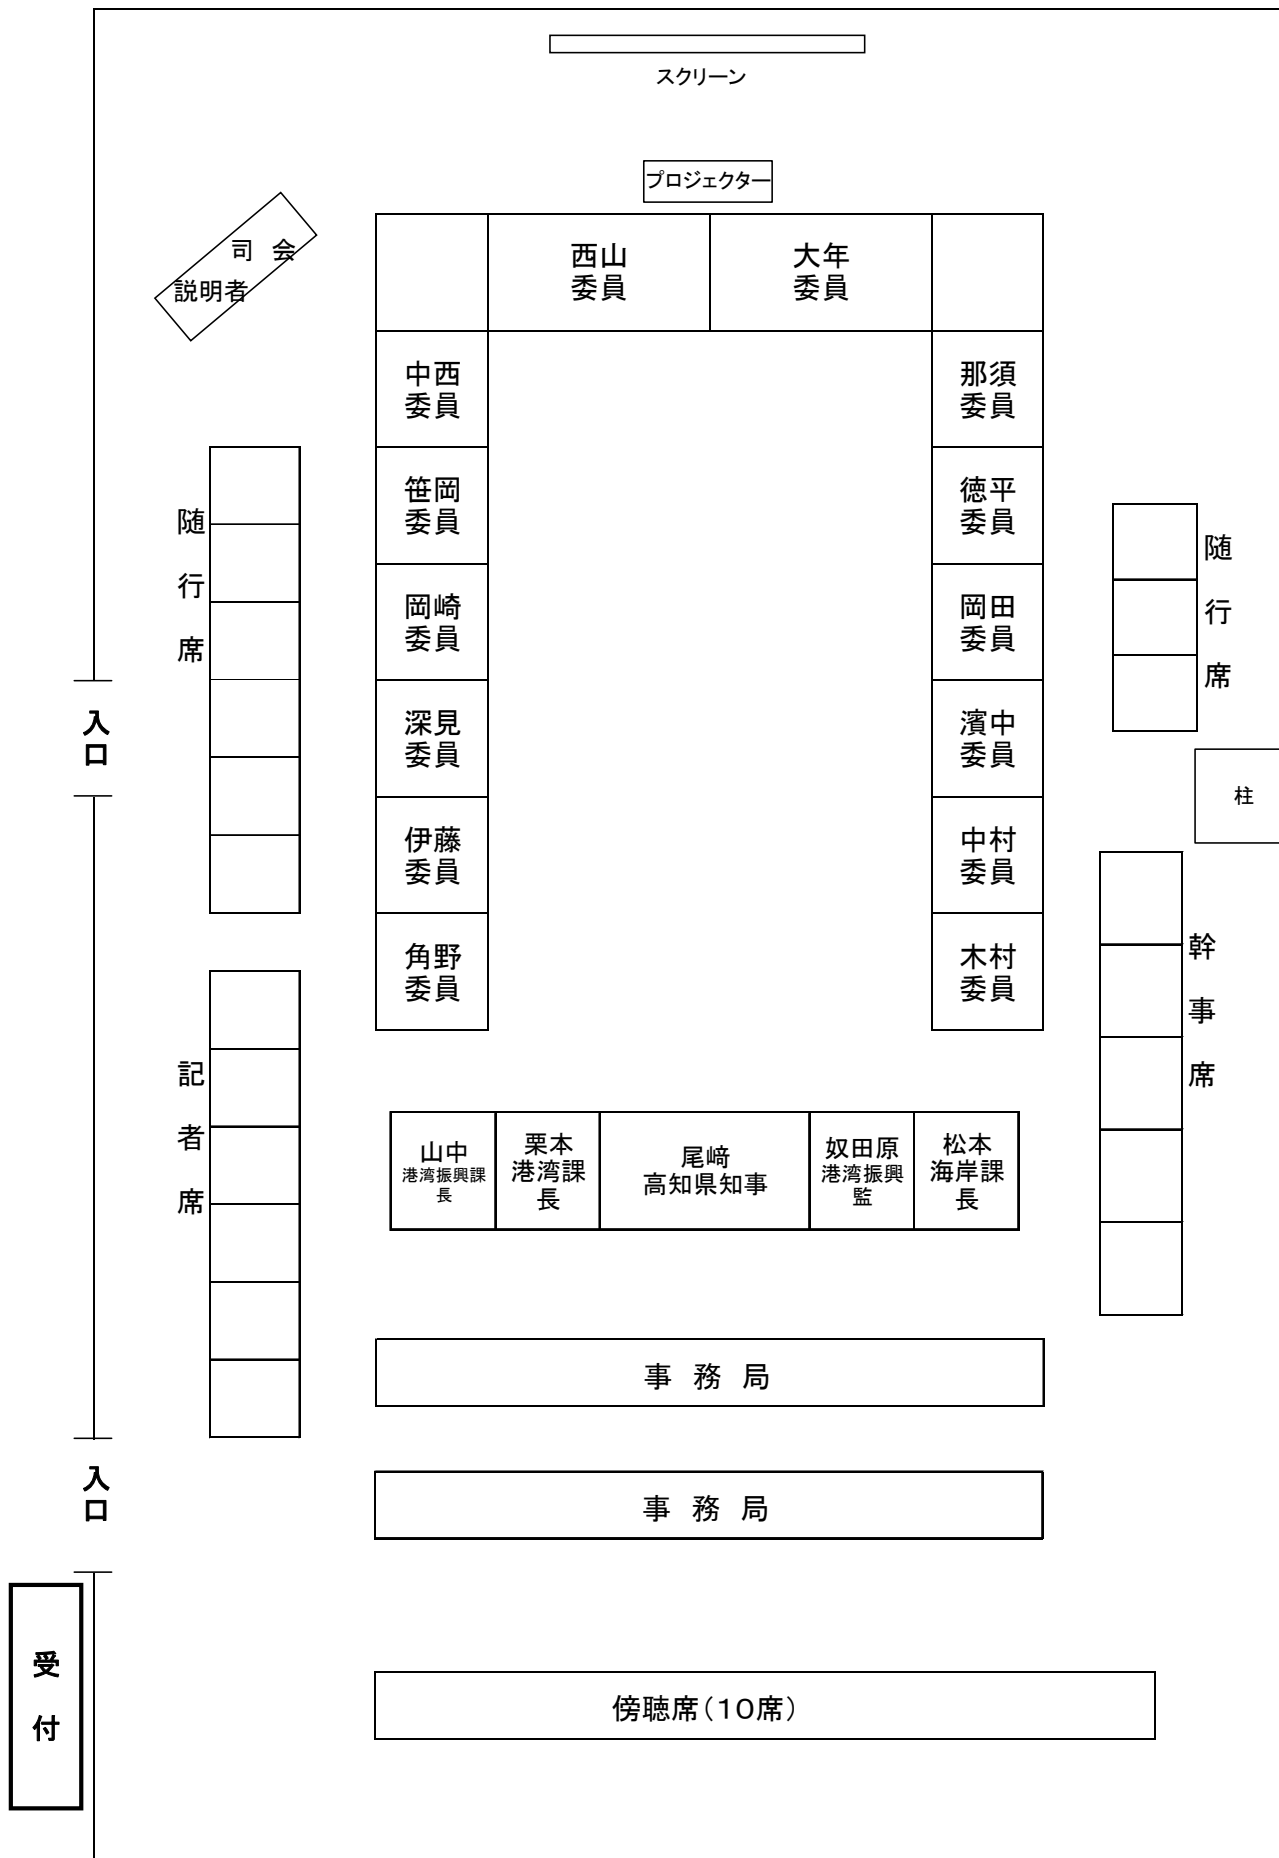 スクリーン
プロジェクター
司 会
説明者
西山
委員
大年
委員
中西
委員
那須
委員
笹岡
委員
徳平
委員
随行席
随行席
岡崎
委員
岡田
委員
入口
深見
委員
濱中
委員
柱
伊藤
委員
中村
委員
角野
委員
木村
委員
幹事席
記者席
山中
港湾振興課
長
栗本
港湾課
長
尾﨑
高知県知事
奴田原
港湾振興
監
松本
海岸課
長
事 務 局
入口
事 務 局
受付
傍聴席(10席)